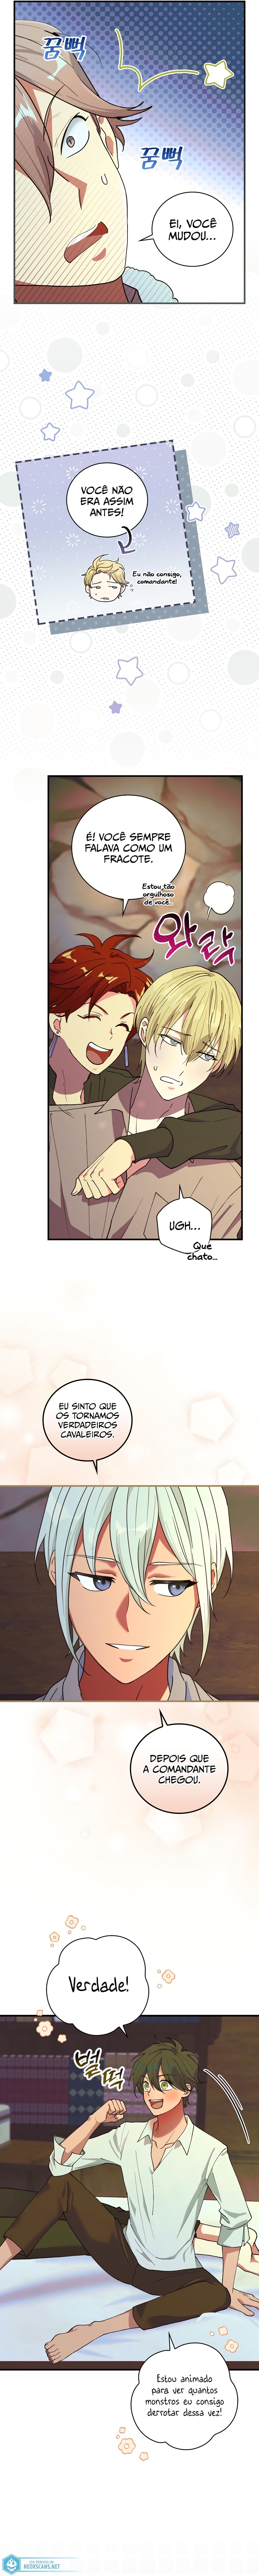 꿈뻑
꿈뻑
EI, VOCÊ
MUDOU...
VOCÊ NÃO
ERA ASSIM
ANTES!
Eu não consigo,
comandante!
É! VOCÊ SEMPRE
FALAVA COMO UM
FRACOTE.
Estou tão
orgulhoso
de você...
와락
UGH...
Que
chato...
EU SINTO QUE
OS TORNAMOS
VERDADEIROS
CAVALEIROS.
DEPOIS QUE
A COMANDANTE
CHEGOU.
Verdade!
벌떡
Estou animado
para ver quantos
monstros eu consigo
derrotar dessa vez!
NEOXSCANS.NET